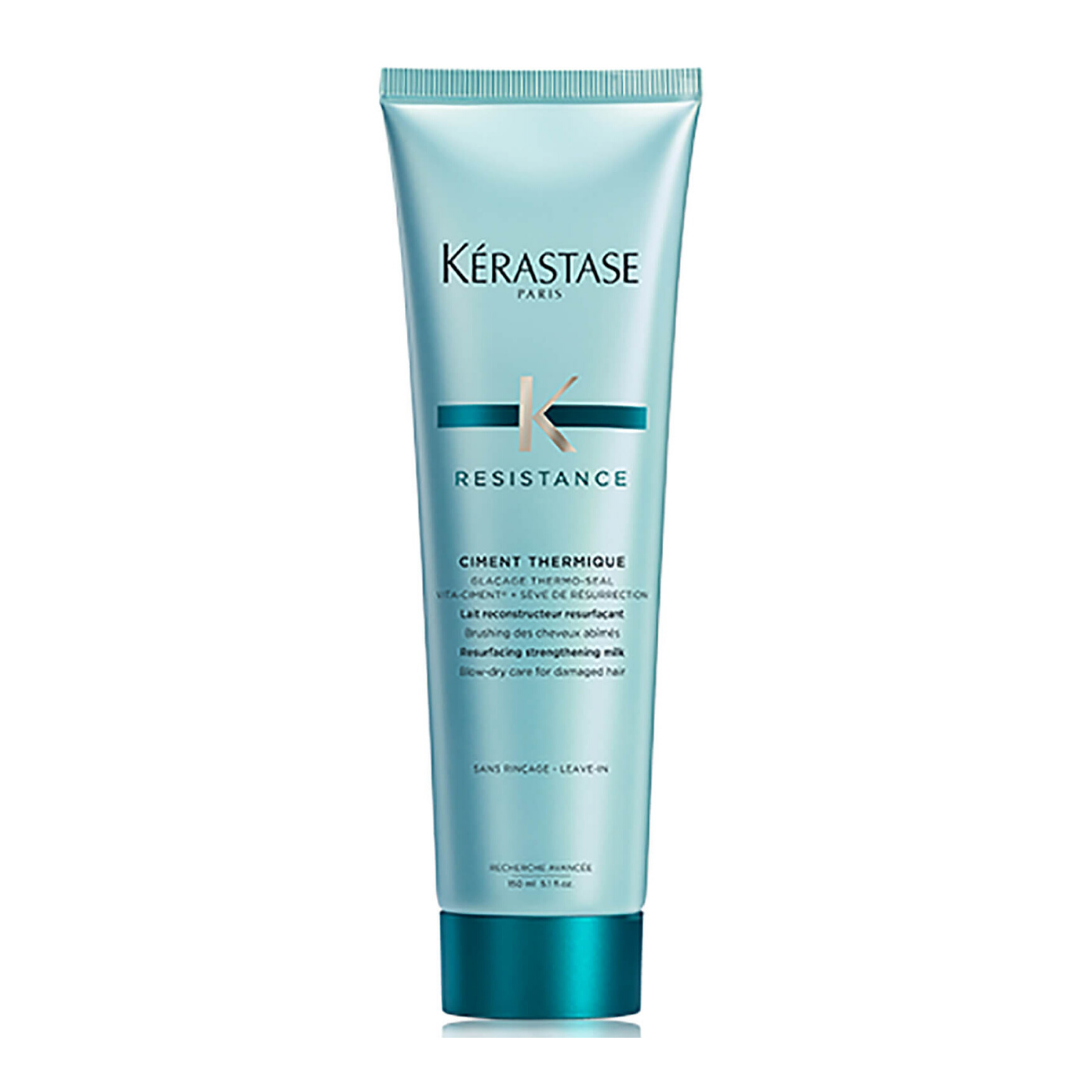 KÉRASTASE
PARIS
K
RESISTANCE
CIMENT THERMIQUE
GLAÇAGE THERMO-SEAL
VITA-CIMENT® + SÈVE DE RÉSURRECTION
Lait reconstructeur resurfaçant
Brushing des cheveux abîmés
Resurfacing strengthening milk
Blow-dry care for damaged hair
SANS RINÇAGE - LEAVE-IN
RECHERCHE AVANCÉE
150 ml 5.1 fl.oz.